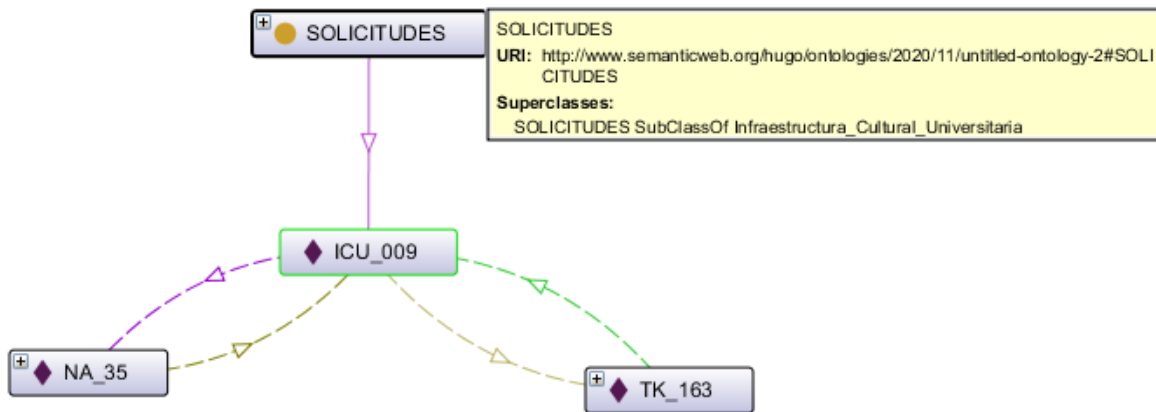 SOLICITUDES
SOLICITUDES
URI: http://www.semanticweb.org/hugo/ontologies/2020/11/untitled-ontology-2#SOLI
CITUDES
Superclasses:
SOLICITUDES SubClassOf Infraestructura_Cultural_Universitaria
ICU_009
NA_35
TK_163